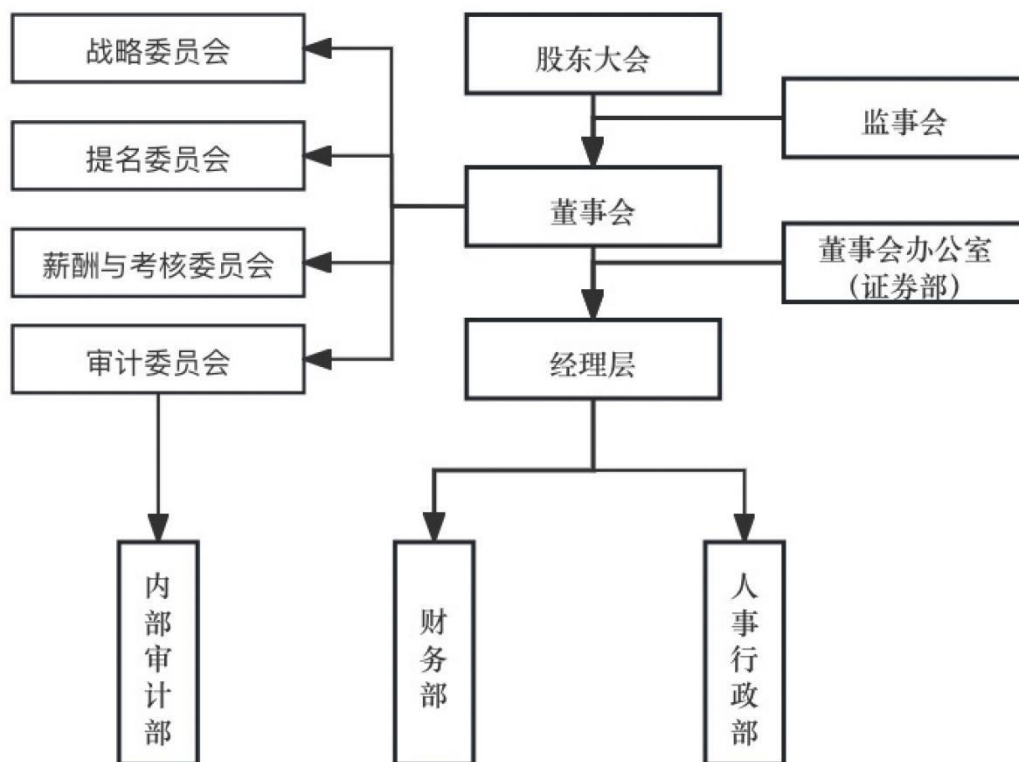 战略委员会
股东大会
监事会
提名委员会
董事会
薪酬与考核委员会
董事会办公室
（证券部）
审计委员会
经理层
内部审计部
财务部
人事行政部